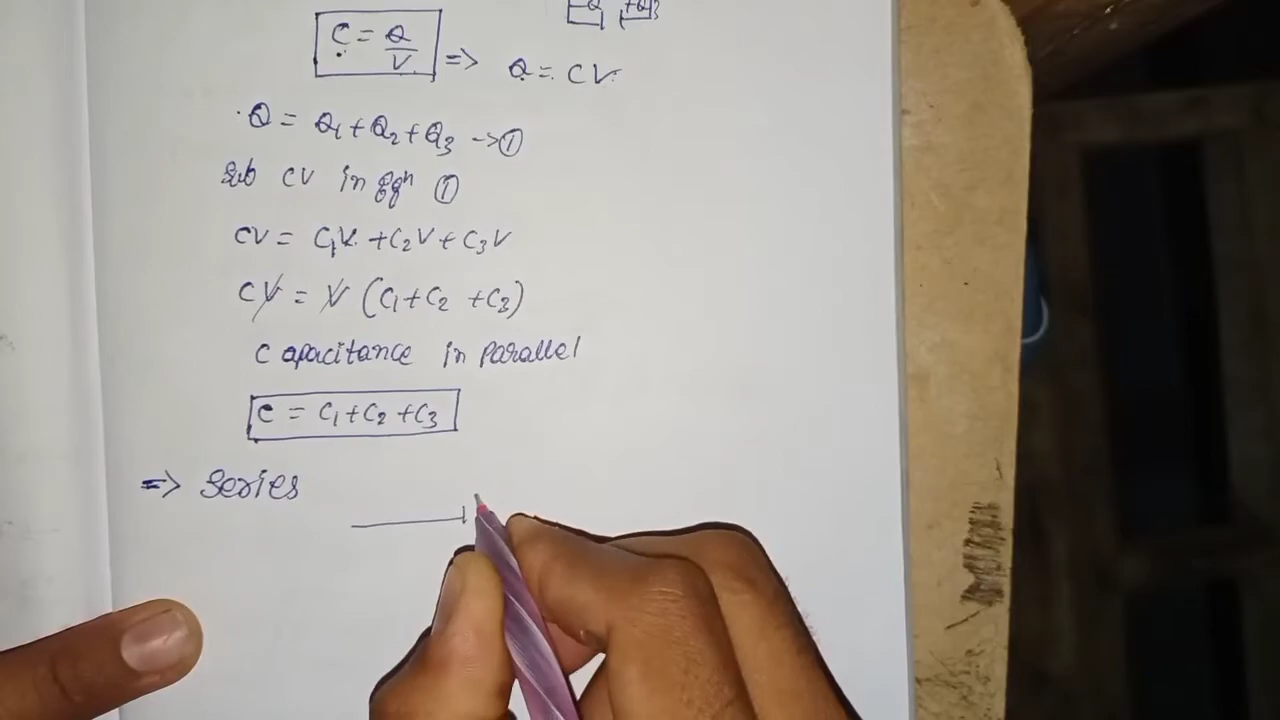 -Q +Q3
C = Q/V => Q = CV
Q = Q1 + Q2 + Q3 -> ①
Sub CV in Eqn ①
CV = C1V + C2V + C3V
CV = V (C1 + C2 + C3)
Capacitance in parallel
C = C1 + C2 + C3
=> Series